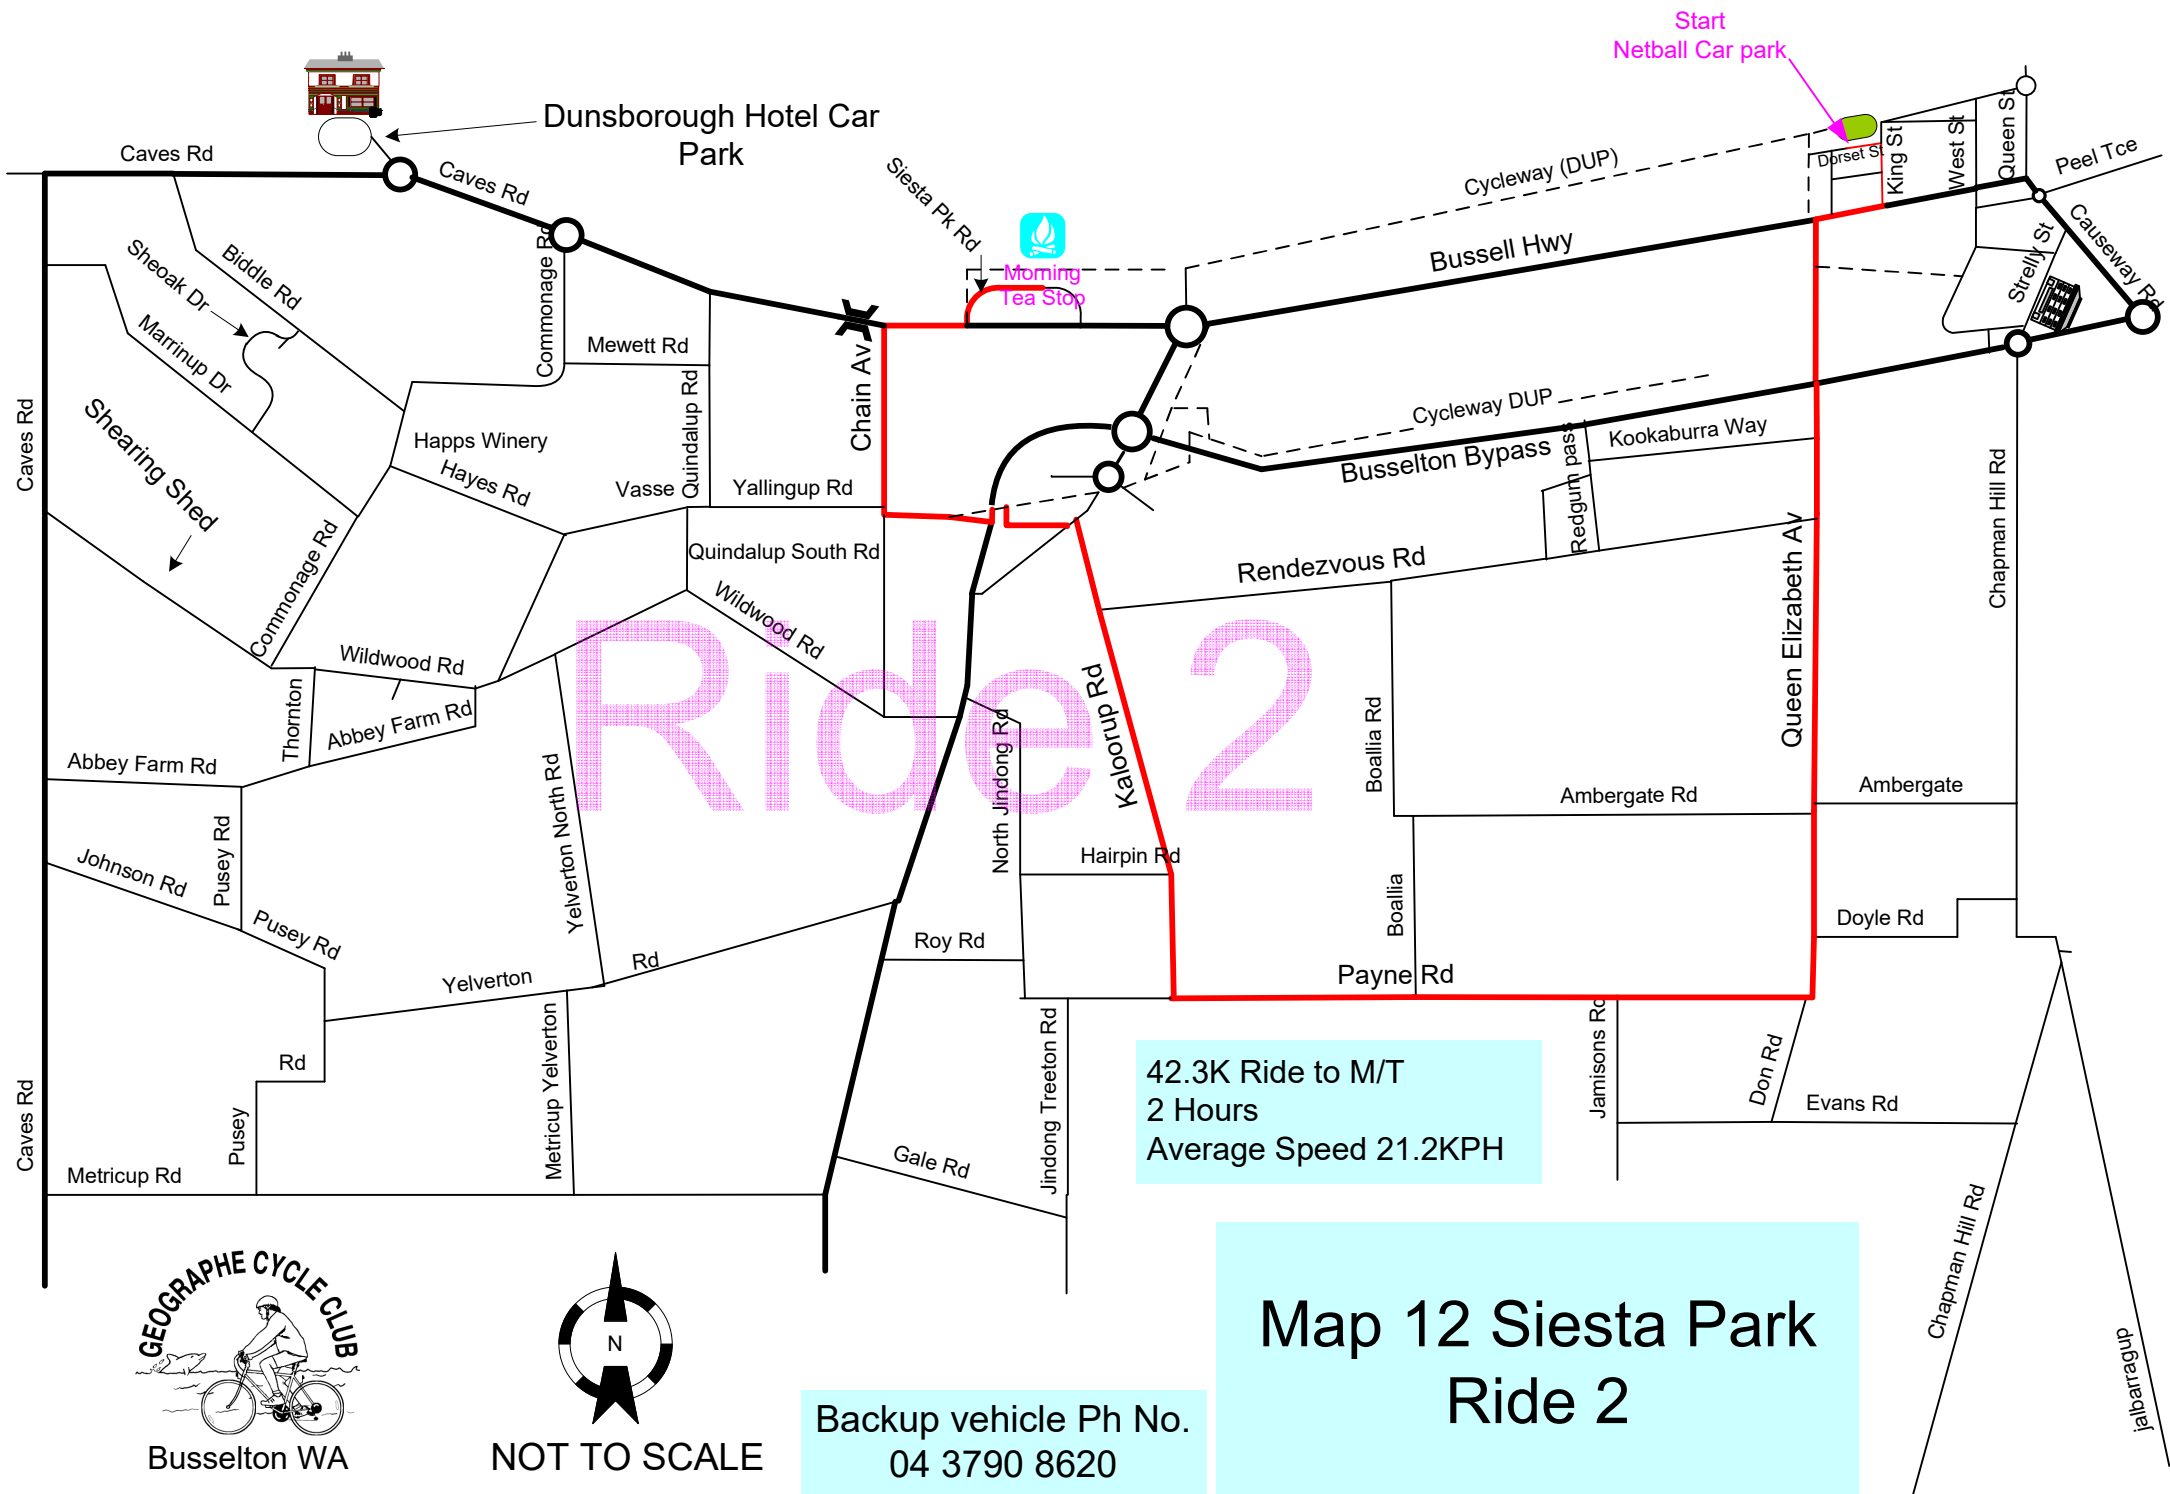 Start
Netball Car park
Dunsborough Hotel Car
Park
Caves Rd
Caves Rd
Siesta Pk Rd
Morning
Tea Stop
Cycleway (DUP)
Dorset St
King St
West St
Queen St
Peel Tce
Causeway Rd
Strelly St
Bussell Hwy
Biddle Rd
Sheoak Dr
Marrinup Dr
Commonage Rd
Mewett Rd
Quindalup Rd
Chain Av
Caves Rd
Shearing Shed
Happs Winery
Hayes Rd
Vasse
Yallingup Rd
Cycleway DUP
Busselton Bypass
Redgum pass
Kookaburra Way
Chapman Hill Rd
Queen Elizabeth Av
Commonage Rd
Quindalup South Rd
Wildwood Rd
Rendezvous Rd
Wildwood Rd
Thornton
Abbey Farm Rd
Abbey Farm Rd
Ride 2
Kaloorup Rd
Boallia Rd
North Jindong Rd
Yelverton North Rd
Ambergate Rd
Ambergate
Hairpin Rd
Johnson Rd
Pusey Rd
Pusey Rd
Boallia
Doyle Rd
Roy Rd
Yelverton
Rd
Payne Rd
Rd
Pusey
Metricup Yelverton
Jindong Treeton Rd
Jamisons Rd
Don Rd
Evans Rd
Caves Rd
Metricup Rd
Gale Rd
42.3K Ride to M/T
2 Hours
Average Speed 21.2KPH
Chapman Hill Rd
jalbarragup
GEOGRAPHE CYCLE CLUB
Busselton WA
N
NOT TO SCALE
Backup vehicle Ph No.
04 3790 8620
Map 12 Siesta Park
Ride 2